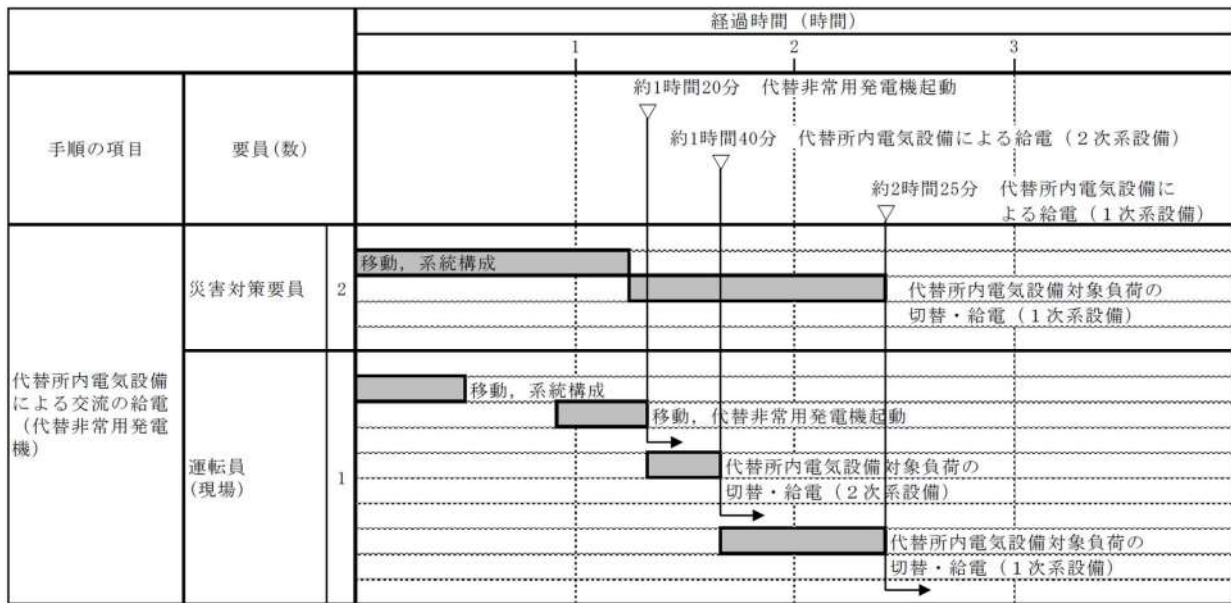 経過時間（時間）
1
2
3
手順の項目
要員(数)
約1時間20分　代替非常用発電機起動
約1時間40分　代替所内電気設備による給電（２次系設備）
約2時間25分　代替所内電気設備に
よる給電（１次系設備）
代替所内電気設備
による交流の給電
（代替非常用発電
機）
災害対策要員
2
移動，系統構成
代替所内電気設備対象負荷の
切替・給電（１次系設備）
運転員
(現場)
1
移動，系統構成
移動，代替非常用発電機起動
代替所内電気設備対象負荷の
切替・給電（２次系設備）
代替所内電気設備対象負荷の
切替・給電（１次系設備）